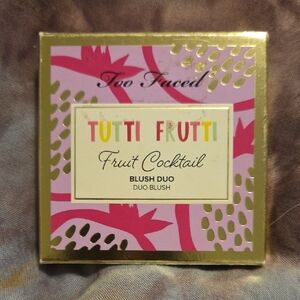 Too Faced
TUTTI FRUTTI
Fruit Cocktail
BLUSH DUO
DUO BLUSH